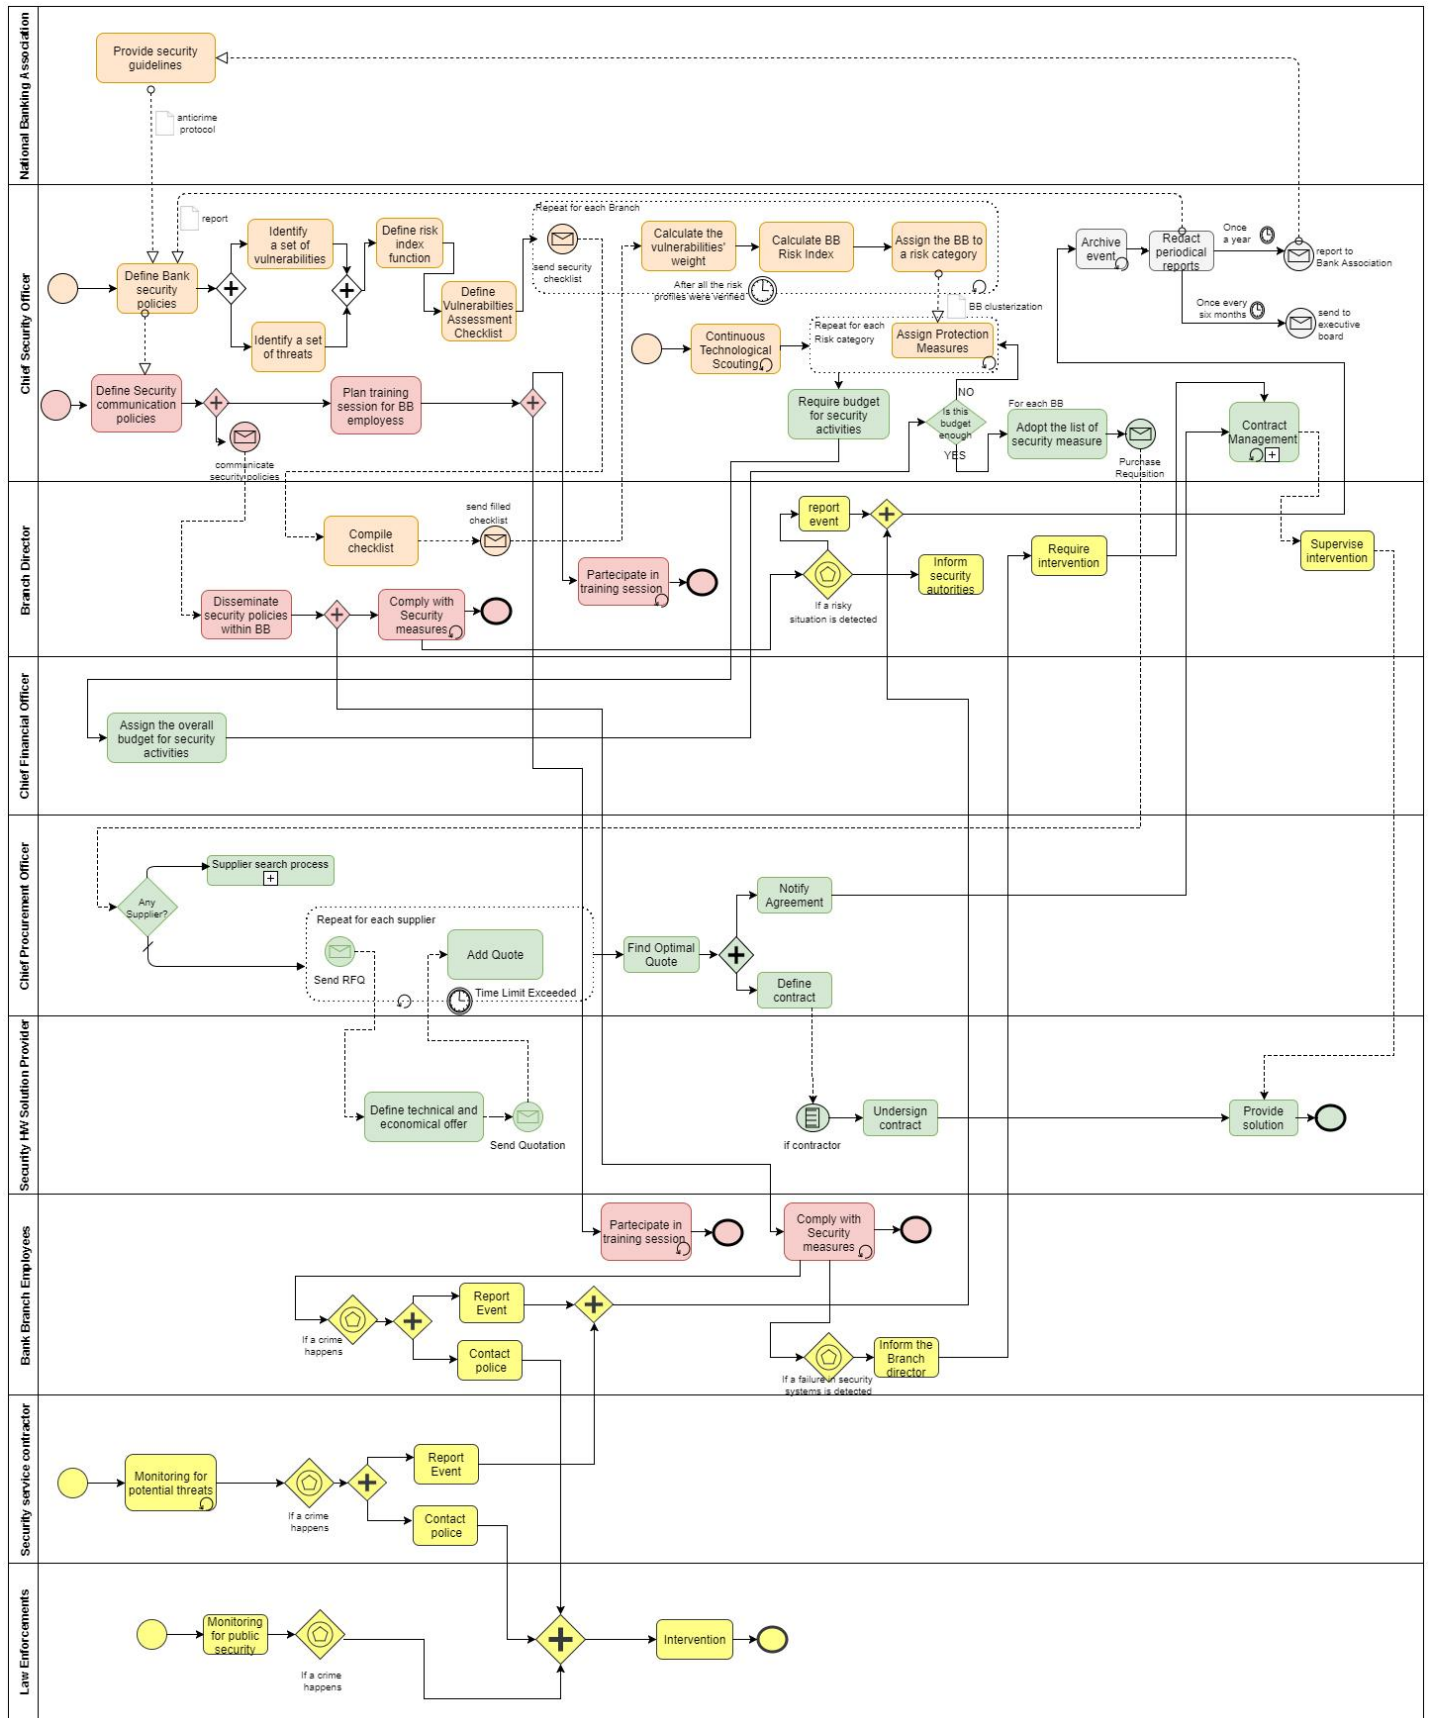 National Banking Association
Provide security
guidelines
anticrime
protocol
Chief Security Officer
report
Define Bank
security
policies
Identify
a set of
vulnerabilities
Identify a set
of threats
Define risk
index
function
Define
Vulnerabilties
Assessment
Checklist
Repeat for each Branch
send security
checklist
Calculate the
vulnerabilities'
weight
Calculate BB
Risk Index
Assign the BB to
a risk category
After all the risk
profiles were verified
BB clusterization
Archive
event
Redact
periodical
reports
Once
a year
report to
Bank Association
Once every
six months
send to
executive
board
Continuous
Technological
Scouting
Repeat for each
Risk category
Assign Protection
Measures
Define Security
communication
policies
Plan training
session for BB
employess
communicate
security policies
Require budget
for security
activities
NO
Is this
budget
enough
YES
For each BB
Adopt the list of
security measure
Purchase
Requisition
Contract
Management
Branch Director
Compile
checklist
send filled
checklist
Disseminate
security policies
within BB
Comply with
Security
measures
Partecipate in
training session
report
event
If a risky
situation is detected
Inform
security
autorities
Require
intervention
Supervise
intervention
Chief Financial Officer
Assign the overall
budget for security
activities
Chief Procurement Officer
Any
Supplier?
Supplier search process
Repeat for each supplier
Send RFQ
Add Quote
Time Limit Exceeded
Find Optimal
Quote
Notify
Agreement
Define
contract
Security HW Solution Provider
Define technical and
economical offer
Send Quotation
if contractor
Undersign
contract
Provide
solution
Bank Branch Employees
Partecipate in
training session
Comply with
Security
measures
If a crime
happens
Report
Event
Contact
police
If a failure in security
systems is detected
Inform the
Branch
director
Security service contractor
Monitoring for
potential threats
If a crime
happens
Report
Event
Contact
police
Law Enforcements
Monitoring
for public
security
If a crime
happens
Intervention